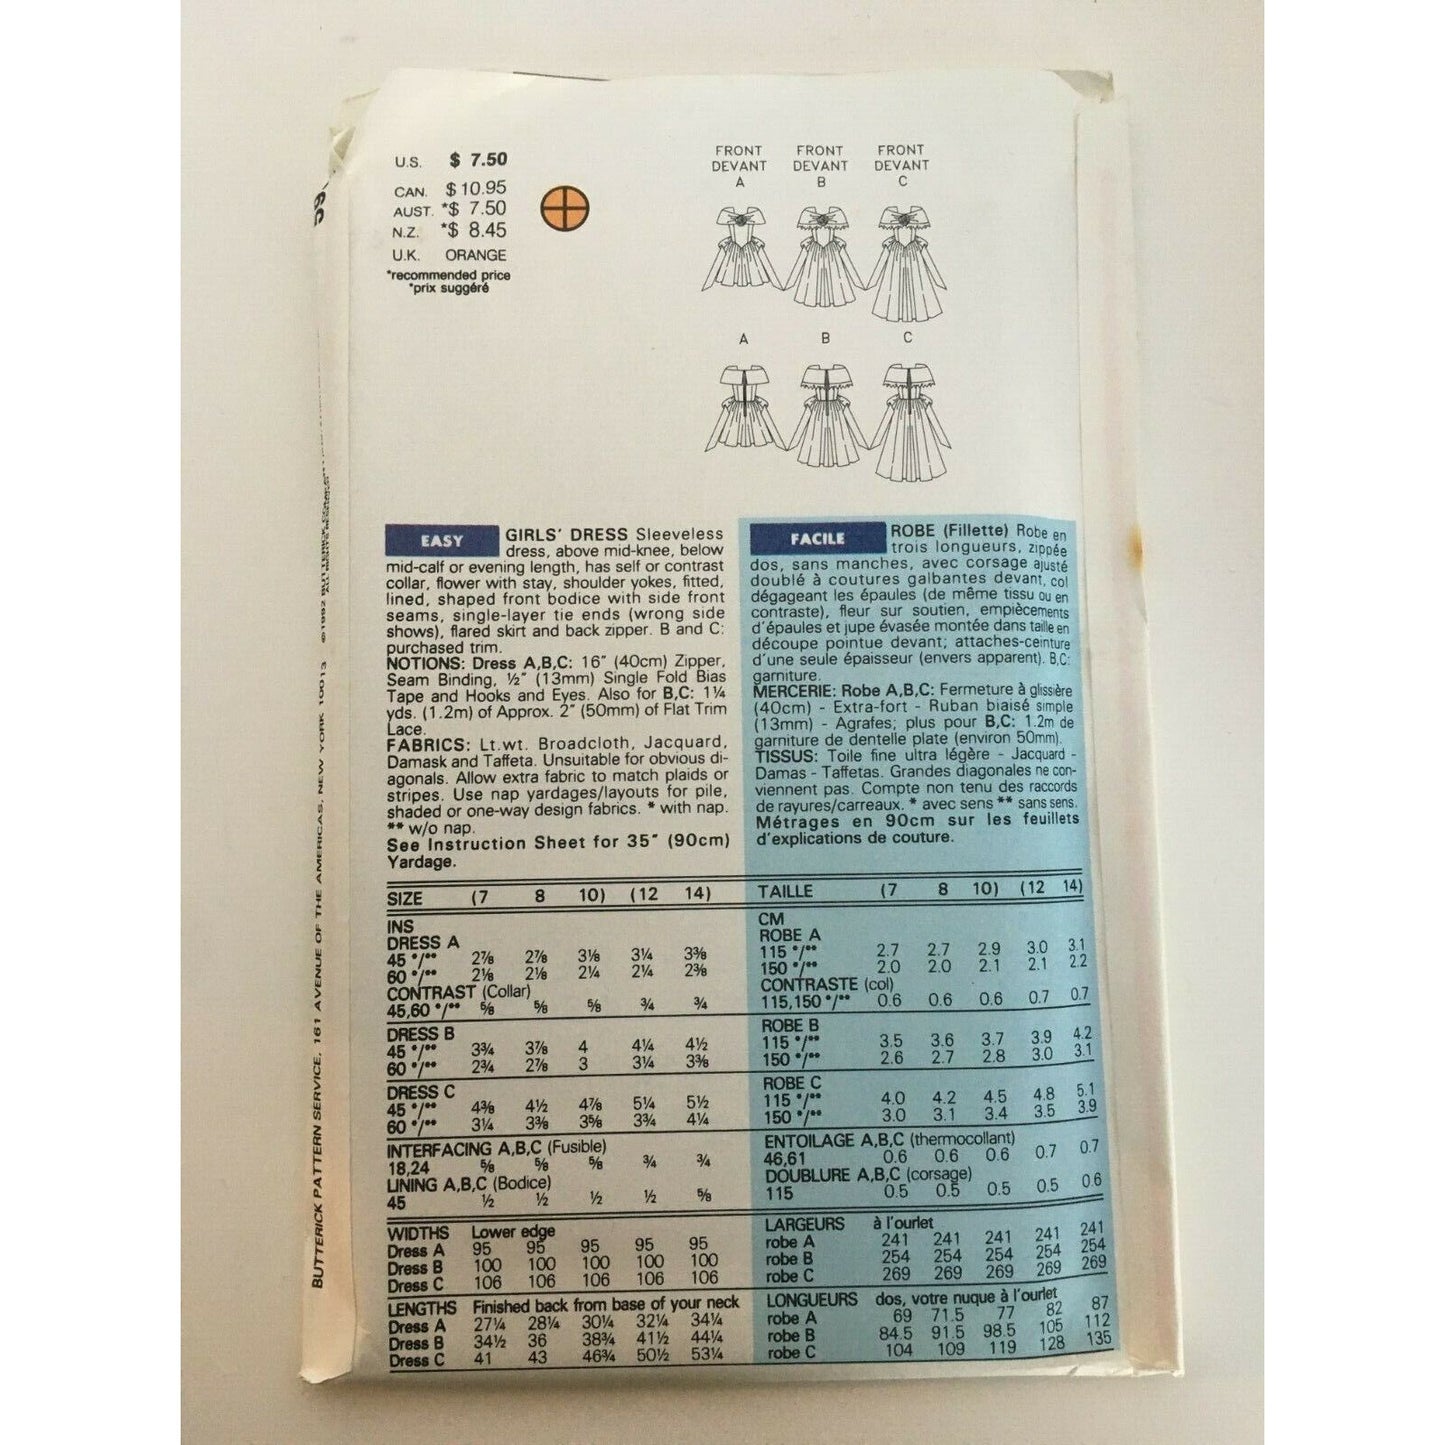 U.S. $ 7.50
CAN. $ 10.95
AUST. *$ 7.50
N.Z. *$ 8.45
U.K. ORANGE
*recommended price
*prix suggéré
FRONT FRONT FRONT
DEVANT DEVANT DEVANT
A B C
A B C
EASY GIRLS' DRESS Sleeveless
dress, above mid-knee, below
mid-calf or evening length, has self or contrast
collar, flower with stay, shoulder yokes, fitted,
lined, shaped front bodice with side front
seams, single-layer tie ends (wrong side
shows), flared skirt and back zipper. B and C:
purchased trim.
NOTIONS: Dress A,B,C: 16" (40cm) Zipper,
Seam Binding, ½" (13mm) Single Fold Bias
Tape and Hooks and Eyes. Also for B,C: 1¼
yds. (1.2m) of Approx. 2" (50mm) of Flat Trim
Lace.
FABRICS: Lt.wt. Broadcloth, Jacquard,
Damask and Taffeta. Unsuitable for obvious di-
agonals. Allow extra fabric to match plaids or
stripes. Use nap yardages/layouts for pile,
shaded or one-way design fabrics. * with nap.
** w/o nap.
See Instruction Sheet for 35" (90cm)
Yardage.
SIZE (7 8 10) (12 14)
INS
DRESS A
45 */** 2⅞ 2⅞ 3⅛ 3¼ 3⅜
60 */** 2⅛ 2⅛ 2¼ 2¼ 2⅜
CONTRAST (Collar)
45,60 */** ⅝ ⅝ ⅝ ¾ ¾
DRESS B
45 */** 3¾ 3⅞ 4 4¼ 4½
60 */** 2¾ 2⅞ 3 3¼ 3⅜
DRESS C
45 */** 4⅜ 4½ 4⅞ 5¼ 5½
60 */** 3¼ 3⅜ 3⅝ 3¾ 4¼
INTERFACING A,B,C (Fusible)
18,24 ⅝ ⅝ ⅝ ¾ ¾
LINING A,B,C (Bodice)
45 ½ ½ ½ ½ ⅝
WIDTHS Lower edge
Dress A 95 95 95 95 95
Dress B 100 100 100 100 100
Dress C 106 106 106 106 106
LENGTHS Finished back from base of your neck
Dress A 27¼ 28¼ 30¼ 32¼ 34¼
Dress B 34½ 36 38¾ 41½ 44¼
Dress C 41 43 46¾ 50½ 53¼
FACILE ROBE (Fillette) Robe en
trois longueurs, zippée
dos, sans manches, avec corsage ajusté
doublé à coutures galbantes devant, col
dégageant les épaules (de même tissu ou en
contraste), fleur sur soutien, empiècements
d'épaules et jupe évasée montée dans taille en
découpe pointue devant; attaches-ceinture
d'une seule épaisseur (envers apparent). B,C:
garniture.
MERCERIE: Robe A,B,C: Fermeture à glissière
(40cm) - Extra-fort - Ruban biaisé simple
(13mm) - Agrafes; plus pour B,C: 1.2m de
garniture de dentelle plate (environ 50mm).
TISSUS: Toile fine ultra légère - Jacquard -
Damas - Taffetas. Grandes diagonales ne con-
viennent pas. Compte non tenu des raccords
de rayures/carreaux. * avec sens ** sans sens.
Métrages en 90cm sur les feuillets
d'explications de couture.
TAILLE (7 8 10) (12 14)
CM
ROBE A
115 */** 2.7 2.7 2.9 3.0 3.1
150 */** 2.0 2.0 2.1 2.1 2.2
CONTRASTE (col)
115,150 */** 0.6 0.6 0.6 0.7 0.7
ROBE B
115 */** 3.5 3.6 3.7 3.9 4.2
150 */** 2.6 2.7 2.8 3.0 3.1
ROBE C
115 */** 4.0 4.2 4.5 4.8 5.1
150 */** 3.0 3.1 3.4 3.5 3.9
ENTOILAGE A,B,C (thermocollant)
46,61 0.6 0.6 0.6 0.7 0.7
DOUBLURE A,B,C (corsage)
115 0.5 0.5 0.5 0.5 0.6
LARGEURS à l'ourlet
robe A 241 241 241 241 241
robe B 254 254 254 254 254
robe C 269 269 269 269 269
LONGUEURS dos, votre nuque à l'ourlet
robe A 69 71.5 77 82 87
robe B 84.5 91.5 98.5 105 112
robe C 104 109 119 128 135
BUTTERICK PATTERN SERVICE, 161 AVENUE OF THE AMERICAS, NEW YORK 10013 ©1992 BUTTERICK